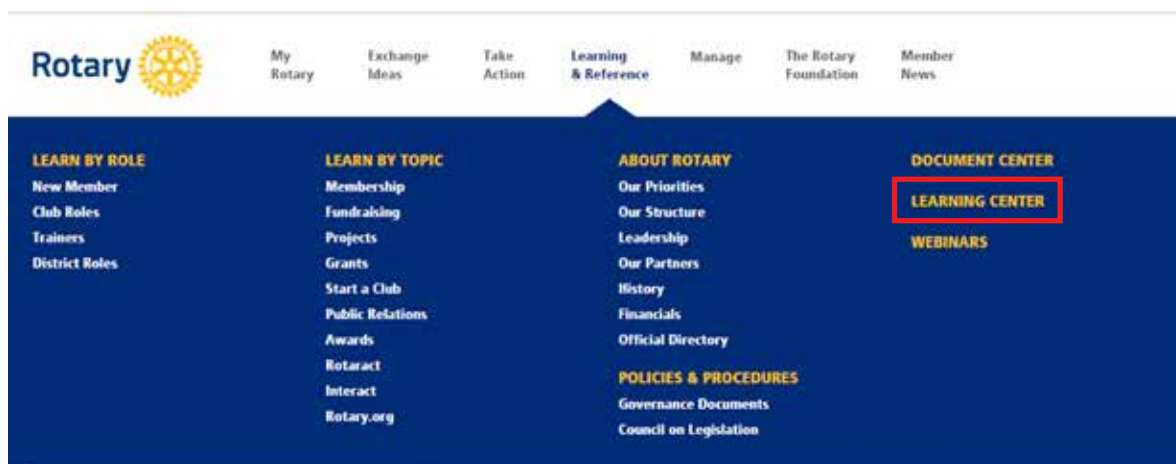 Rotary
My Rotary
Exchange Ideas
Take Action
Learning & Reference
Manage
The Rotary Foundation
Member News
LEARN BY ROLE
New Member
Club Roles
Trainers
District Roles
LEARN BY TOPIC
Membership
Fundraising
Projects
Grants
Start a Club
Public Relations
Awards
Rotaract
Interact
Rotary.org
ABOUT ROTARY
Our Priorities
Our Structure
Leadership
Our Partners
History
Financials
Official Directory
POLICIES & PROCEDURES
Governance Documents
Council on Legislation
DOCUMENT CENTER
LEARNING CENTER
WEBINARS